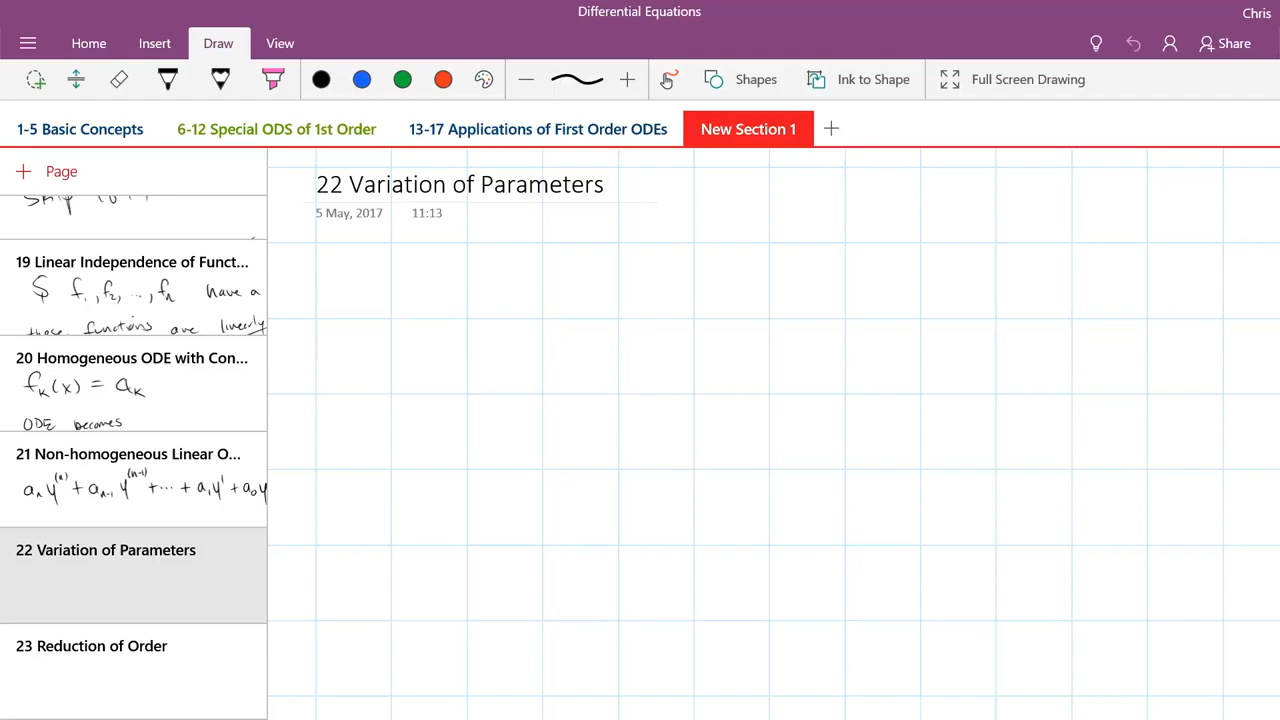 Differential Equations
Chris
Home
Insert
Draw
View
Share
Shapes
Ink to Shape
Full Screen Drawing
1-5 Basic Concepts
6-12 Special ODS of 1st Order
13-17 Applications of First Order ODEs
New Section 1
Page
19 Linear Independence of Funct...
f₁, f₂, ..., fₙ have a
these functions are linearly
20 Homogeneous ODE with Con...
fₖ(x) = aₖ
ODE becomes
21 Non-homogeneous Linear O...
aₙy⁽ⁿ⁾ + aₙ₋₁y⁽ⁿ⁻¹⁾ + ... + a₁y' + a₀y
22 Variation of Parameters
23 Reduction of Order
22 Variation of Parameters
5 May, 2017 11:13